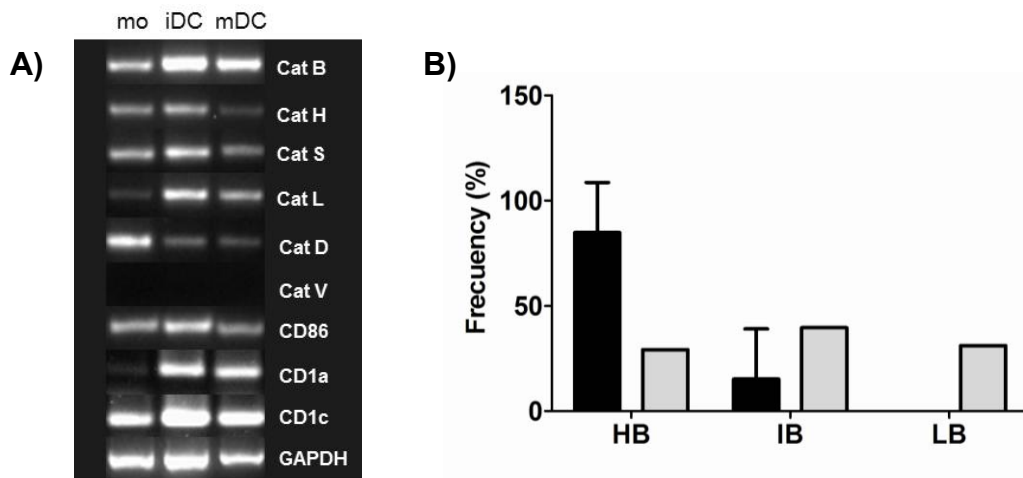 A)
mo iDC mDC
Cat B
Cat H
Cat S
Cat L
Cat D
Cat V
CD86
CD1a
CD1c
GAPDH
B)
Frecuency (%)
150
100
50
0
HB IB LB